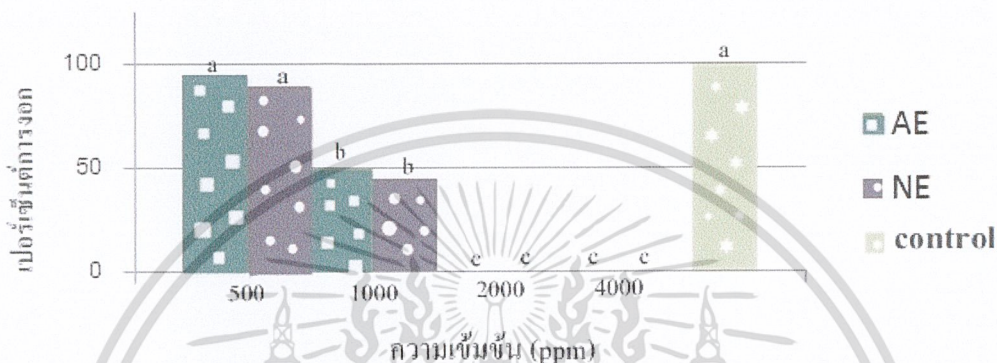 เปอร์เซ็นต์การงอก
100
50
0
a
a
b
b
c
c
c
c
a
500
1000
2000
4000
ความเข้มข้น (ppm)
AE
NE
control